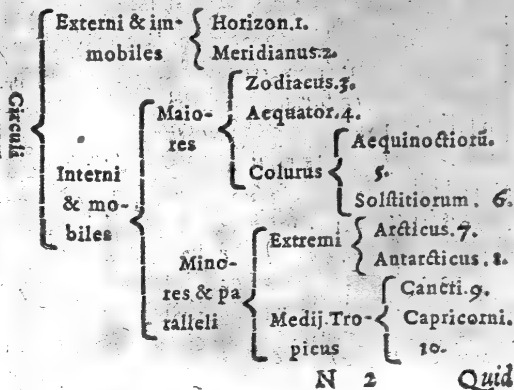 Circuli
Externi & im-
mobiles
Horizon.1.
Meridianus.2.
Interni
& mo-
biles
Maio-
res
Zodiacus.3.
Aequator.4.
Colurus
Aequinoctiorū.
5.
Solstitiorum. 6.
Mino-
res & pa
ralleli
Extremi
Arcticus.7.
Antarcticus.8.
Medij.Tro-
picus
Cancri.9.
Capricorni.
10.
N 2 Quid